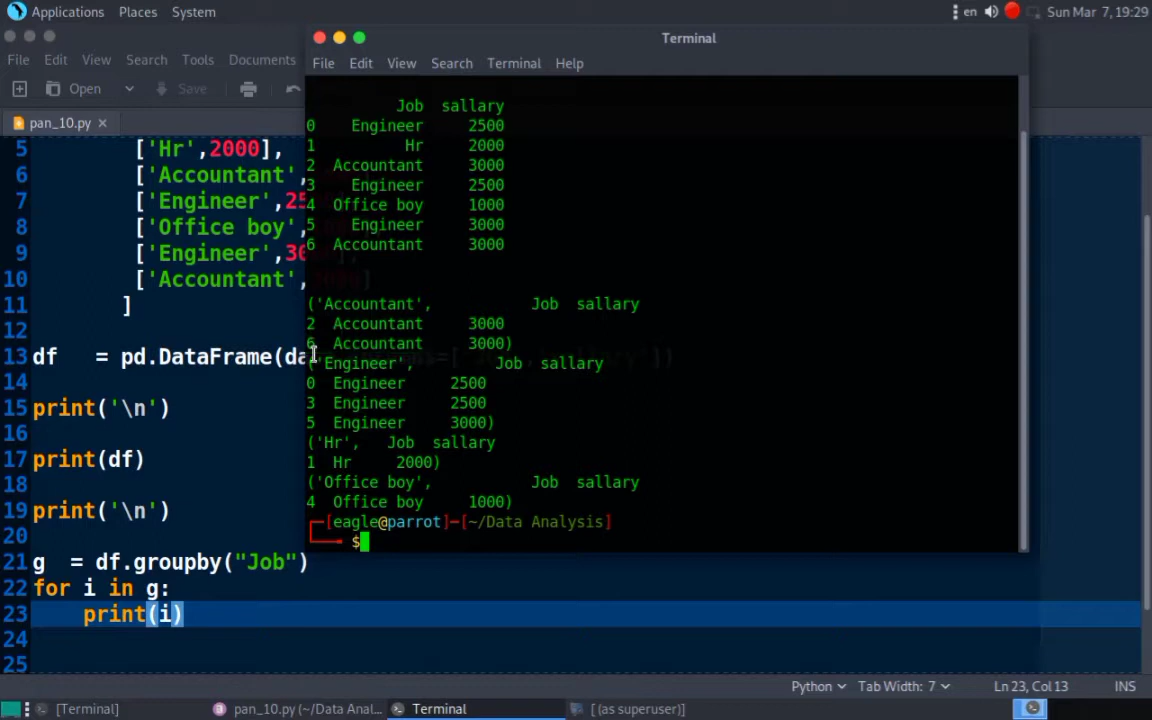 Applications Places System en Sun Mar 7, 19:29
Terminal
File Edit View Search Tools Documents
File Edit View Search Terminal Help
Open Save
pan_10.py
5 ['Hr',2000],
6 ['Accountant',
7 ['Engineer',25
8 ['Office boy',
9 ['Engineer',30
10 ['Accountant',
11 ]
12
13 df = pd.DataFrame(da
14
15 print('\n')
16
17 print(df)
18
19 print('\n')
20
21 g = df.groupby("Job")
22 for i in g:
23 print(i)
24
25
Job sallary
0 Engineer 2500
1 Hr 2000
2 Accountant 3000
3 Engineer 2500
4 Office boy 1000
5 Engineer 3000
6 Accountant 3000
('Accountant', Job sallary
2 Accountant 3000
6 Accountant 3000)
('Engineer', Job sallary
0 Engineer 2500
3 Engineer 2500
5 Engineer 3000)
('Hr', Job sallary
1 Hr 2000)
('Office boy', Job sallary
4 Office boy 1000)
[eagle@parrot]-[~/Data Analysis]
$
Python Tab Width: 7 Ln 23, Col 13 INS
[Terminal] pan_10.py (~/Data Anal... Terminal [ (as superuser)]